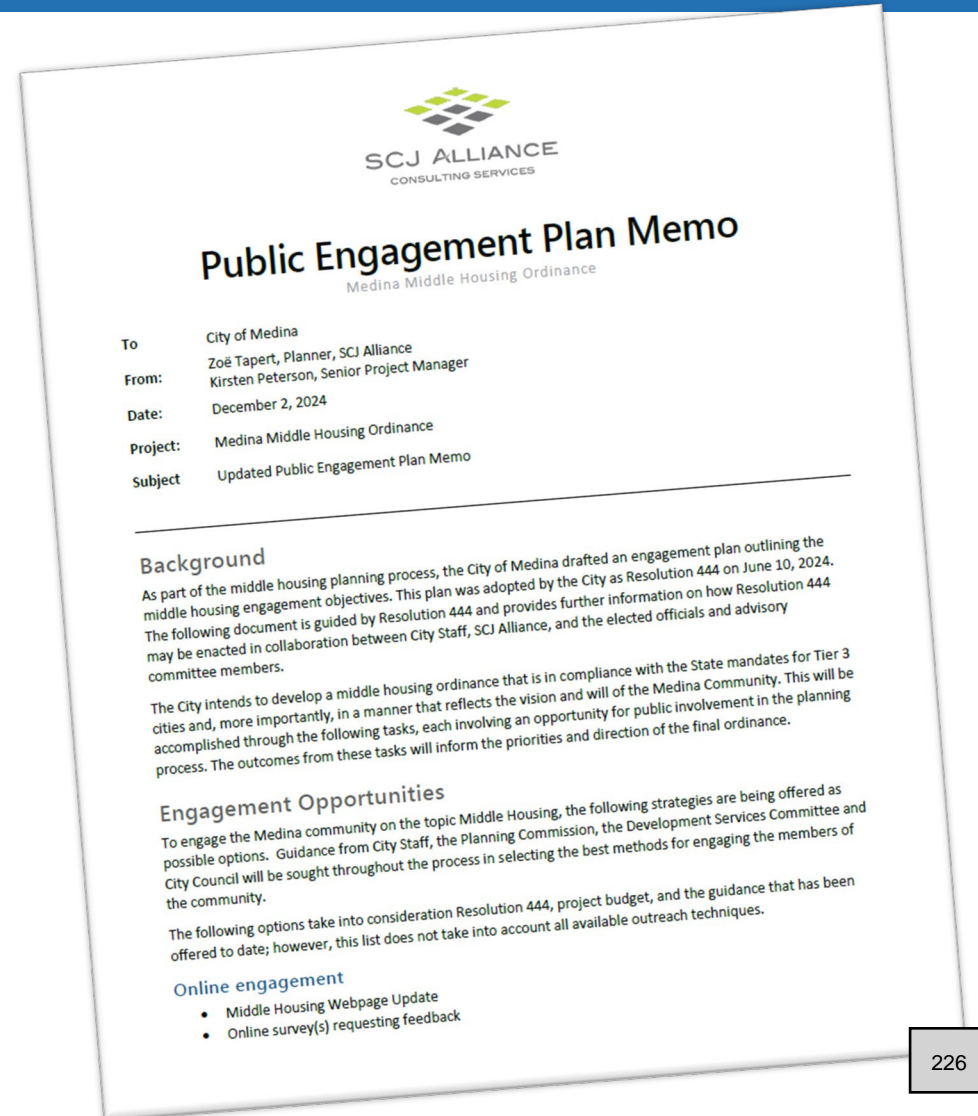 SCJ ALLIANCE
CONSULTING SERVICES
Public Engagement Plan Memo
Medina Middle Housing Ordinance
To City of Medina
From: Zoë Tapert, Planner, SCJ Alliance
Kirsten Peterson, Senior Project Manager
Date: December 2, 2024
Project: Medina Middle Housing Ordinance
Subject Updated Public Engagement Plan Memo
Background
As part of the middle housing planning process, the City of Medina drafted an engagement plan outlining the
middle housing engagement objectives. This plan was adopted by the City as Resolution 444 on June 10, 2024.
The following document is guided by Resolution 444 and provides further information on how Resolution 444
may be enacted in collaboration between City Staff, SCJ Alliance, and the elected officials and advisory
committee members.
The City intends to develop a middle housing ordinance that is in compliance with the State mandates for Tier 3
cities and, more importantly, in a manner that reflects the vision and will of the Medina Community. This will be
accomplished through the following tasks, each involving an opportunity for public involvement in the planning
process. The outcomes from these tasks will inform the priorities and direction of the final ordinance.
Engagement Opportunities
To engage the Medina community on the topic Middle Housing, the following strategies are being offered as
possible options. Guidance from City Staff, the Planning Commission, the Development Services Committee and
City Council will be sought throughout the process in selecting the best methods for engaging the members of
the community.
The following options take into consideration Resolution 444, project budget, and the guidance that has been
offered to date; however, this list does not take into account all available outreach techniques.
Online engagement
• Middle Housing Webpage Update
• Online survey(s) requesting feedback
226